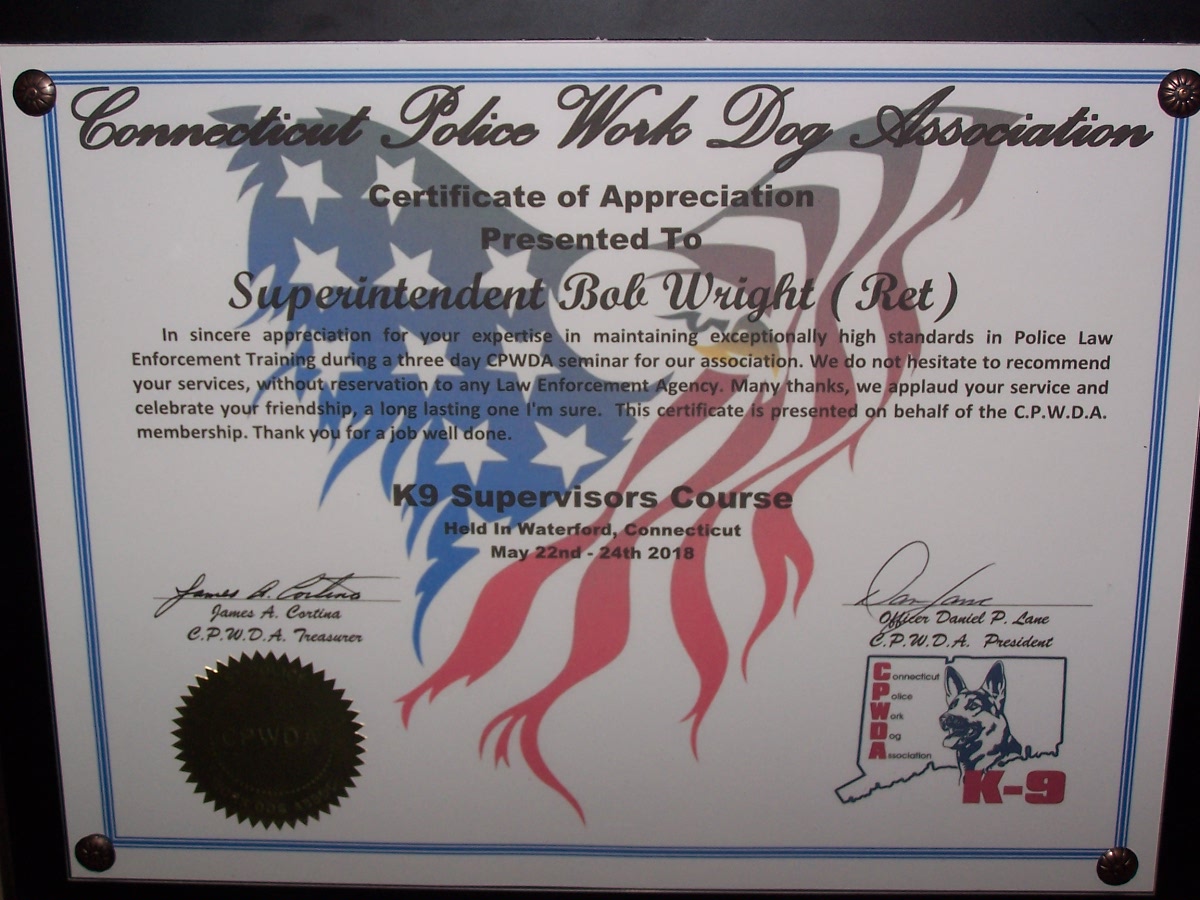 Connecticut Police Work Dog Association
Certificate of Appreciation
Presented To
Superintendent Bob Wright (Ret)
In sincere appreciation for your expertise in maintaining exceptionally high standards in Police Law
Enforcement Training during a three day CPWDA seminar for our association. We do not hesitate to recommend
your services, without reservation to any Law Enforcement Agency. Many thanks, we applaud your service and
celebrate your friendship, a long lasting one I'm sure. This certificate is presented on behalf of the C.P.W.D.A.
membership. Thank you for a job well done.
K9 Supervisors Course
Held In Waterford, Connecticut
May 22nd - 24th 2018
James A. Cortina
James A. Cortina
C.P.W.D.A. Treasurer
Dan Lane
Officer Daniel P. Lane
C.P.W.D.A. President
CPWDA
Connecticut
Police
Work
Dog
Association
K-9